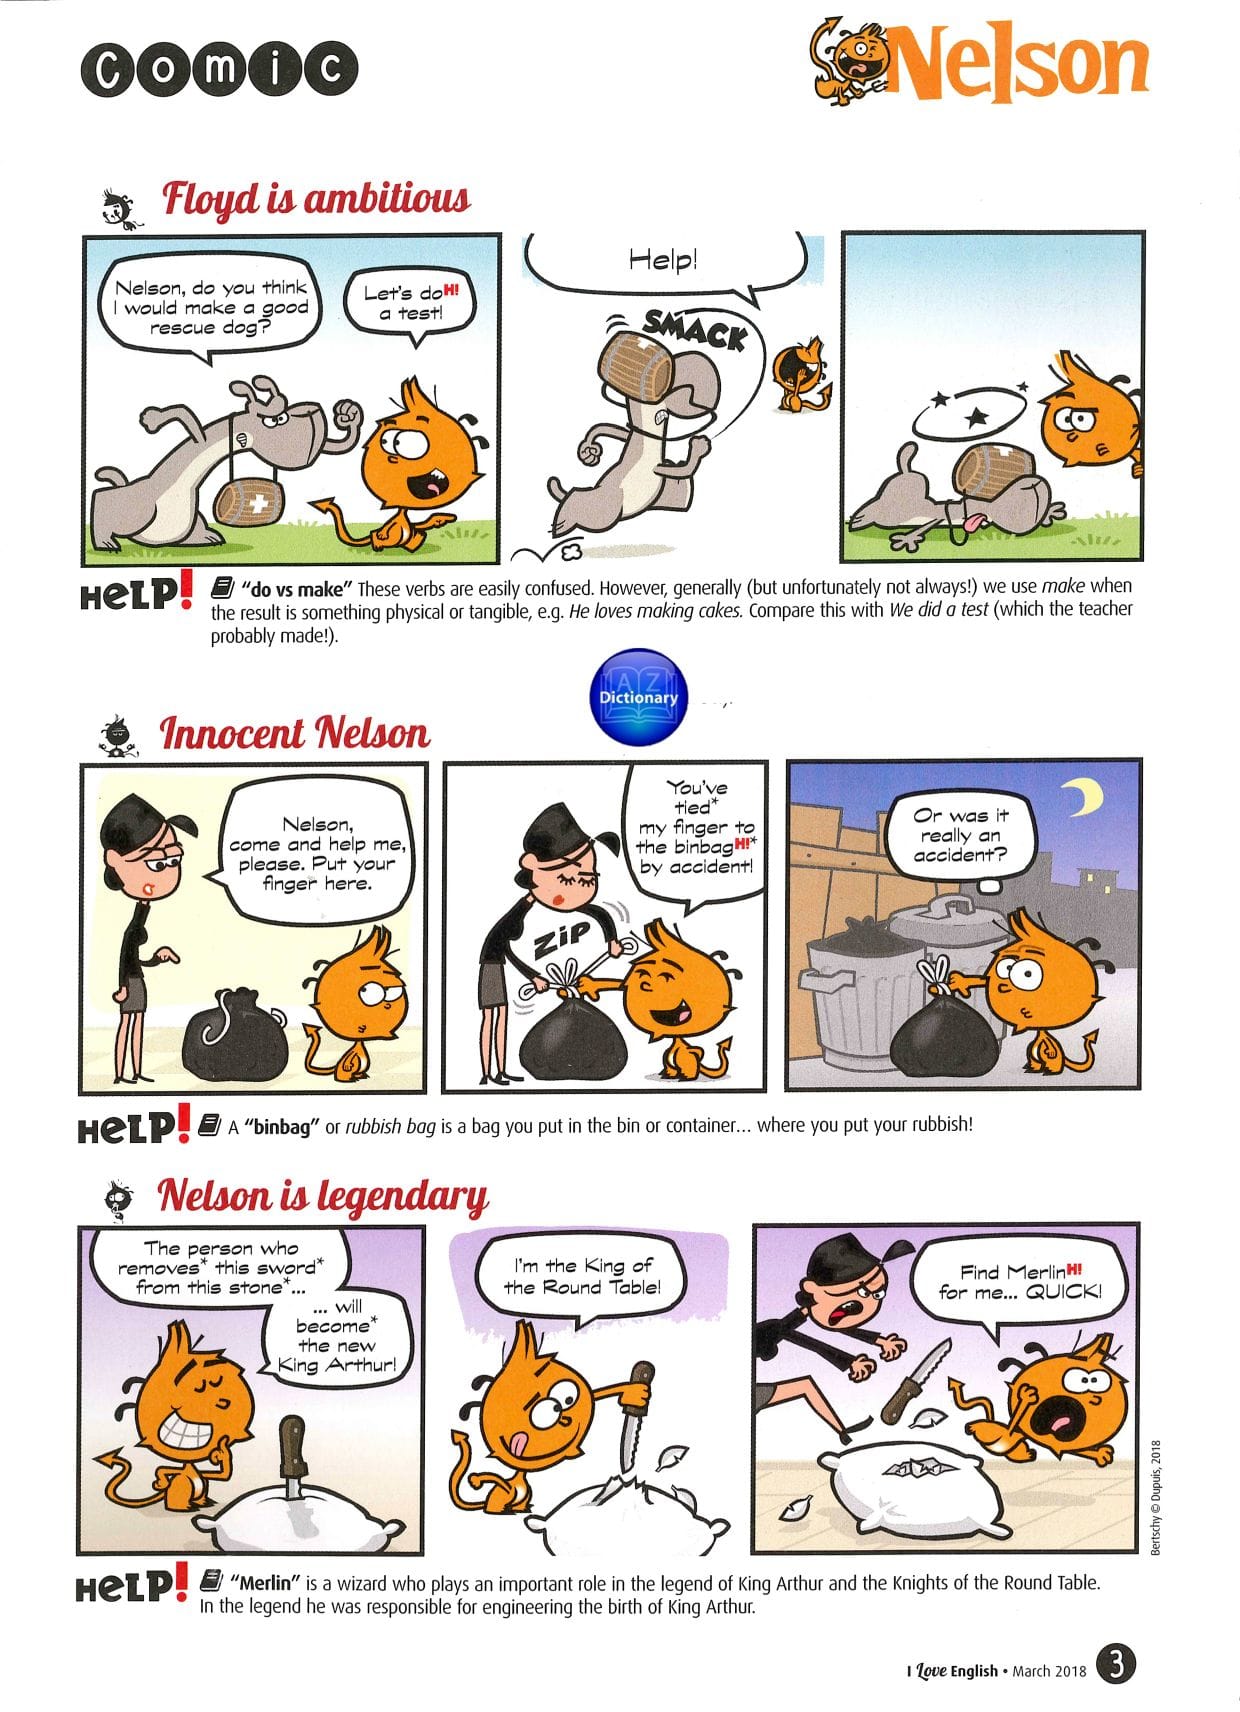 Comic
Nelson
Floyd is ambitious
Nelson, do you think
I would make a good
rescue dog?
Let's doH!
a test!
Help!
SMACK
HELP! "do vs make" These verbs are easily confused. However, generally (but unfortunately not always!) we use make when
the result is something physical or tangible, e.g. He loves making cakes. Compare this with We did a test (which the teacher
probably made!).
A Z
Dictionary
Innocent Nelson
Nelson,
come and help me,
please. Put your
finger here.
You've
tied*
my finger to
the binbagH!*
by accident!
ZIP
Or was it
really an
accident?
HELP! A "binbag" or rubbish bag is a bag you put in the bin or container... where you put your rubbish!
Nelson is legendary
The person who
removes* this sword*
from this stone*...
... will
become*
the new
King Arthur!
I'm the King of
the Round Table!
Find MerlinH!
for me... QUICK!
Bertschy © Dupuis, 2018
HELP! "Merlin" is a wizard who plays an important role in the legend of King Arthur and the Knights of the Round Table.
In the legend he was responsible for engineering the birth of King Arthur.
I Love English • March 2018 3